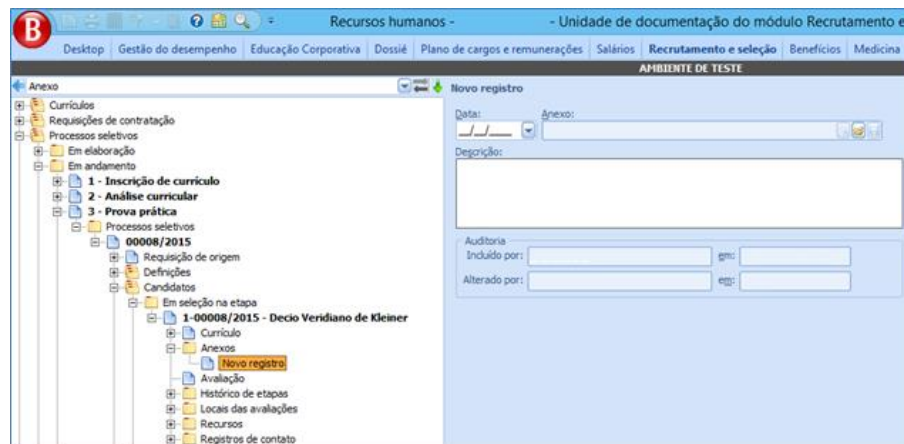 B
Recursos humanos - - Unidade de documentação do módulo Recrutamento e
Desktop Gestão do desempenho Educação Corporativa Dossiê Plano de cargos e remunerações Salários Recrutamento e seleção Benefícios Medicina
AMBIENTE DE TESTE
Anexo
Currículos
Requisições de contratação
Processos seletivos
Em elaboração
Em andamento
1 - Inscrição de currículo
2 - Análise curricular
3 - Prova prática
Processos seletivos
00008/2015
Requisição de origem
Definições
Candidatos
Em seleção na etapa
1-00008/2015 - Decio Veridiano de Kleiner
Currículo
Anexos
Novo registro
Avaliação
Histórico de etapas
Locais das avaliações
Recursos
Registros de contato
Novo registro
Data: Anexo:
__/__/____
Descrição:
Auditoria
Incluído por: em:
Alterado por: em: